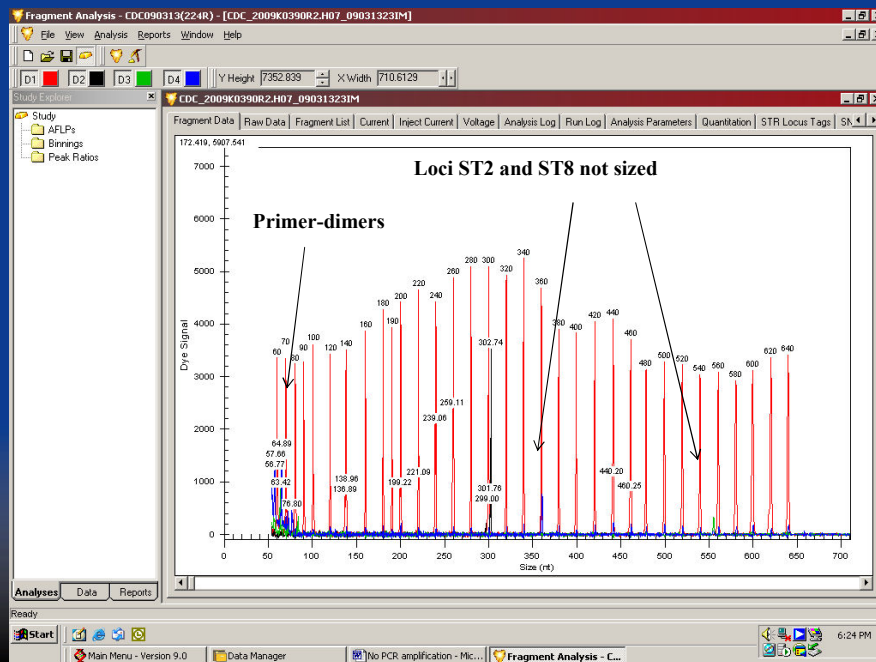 Fragment Analysis - CDC090313(224R) - [CDC_2009K0390R2.H07_09031323IM]
File View Analysis Reports Window Help
D1 D2 D3 D4 Y Height 7352.839 X Width 710.6129
Study Explorer
CDC_2009K0390R2.H07_09031323IM
Study
AFLPs
Binnings
Peak Ratios
Fragment Data Raw Data Fragment List Current Inject Current Voltage Analysis Log Run Log Analysis Parameters Quantitation STR Locus Tags
172.419, 5907.541
Loci ST2 and ST8 not sized
Primer-dimers
Dye Signal
7000
6000
5000
4000
3000
2000
1000
0
60 70 80 90 100 120 140 160 180 190 200 220 240 260 280 300 320 340 360 380 400 420 440 460 480 500 520 540 560 580 600 620 640
302.74
259.11
239.06
64.89
57.66
56.77
63.42
76.80
138.96
136.89
199.22
221.09
301.76
299.00
440.20
460.25
0 50 100 150 200 250 300 350 400 450 500 550 600 650 700
Size (nt)
Analyses Data Reports
Ready
Start
6:24 PM
Main Menu - Version 9.0 Data Manager No PCR amplification - Mic... Fragment Analysis - C...